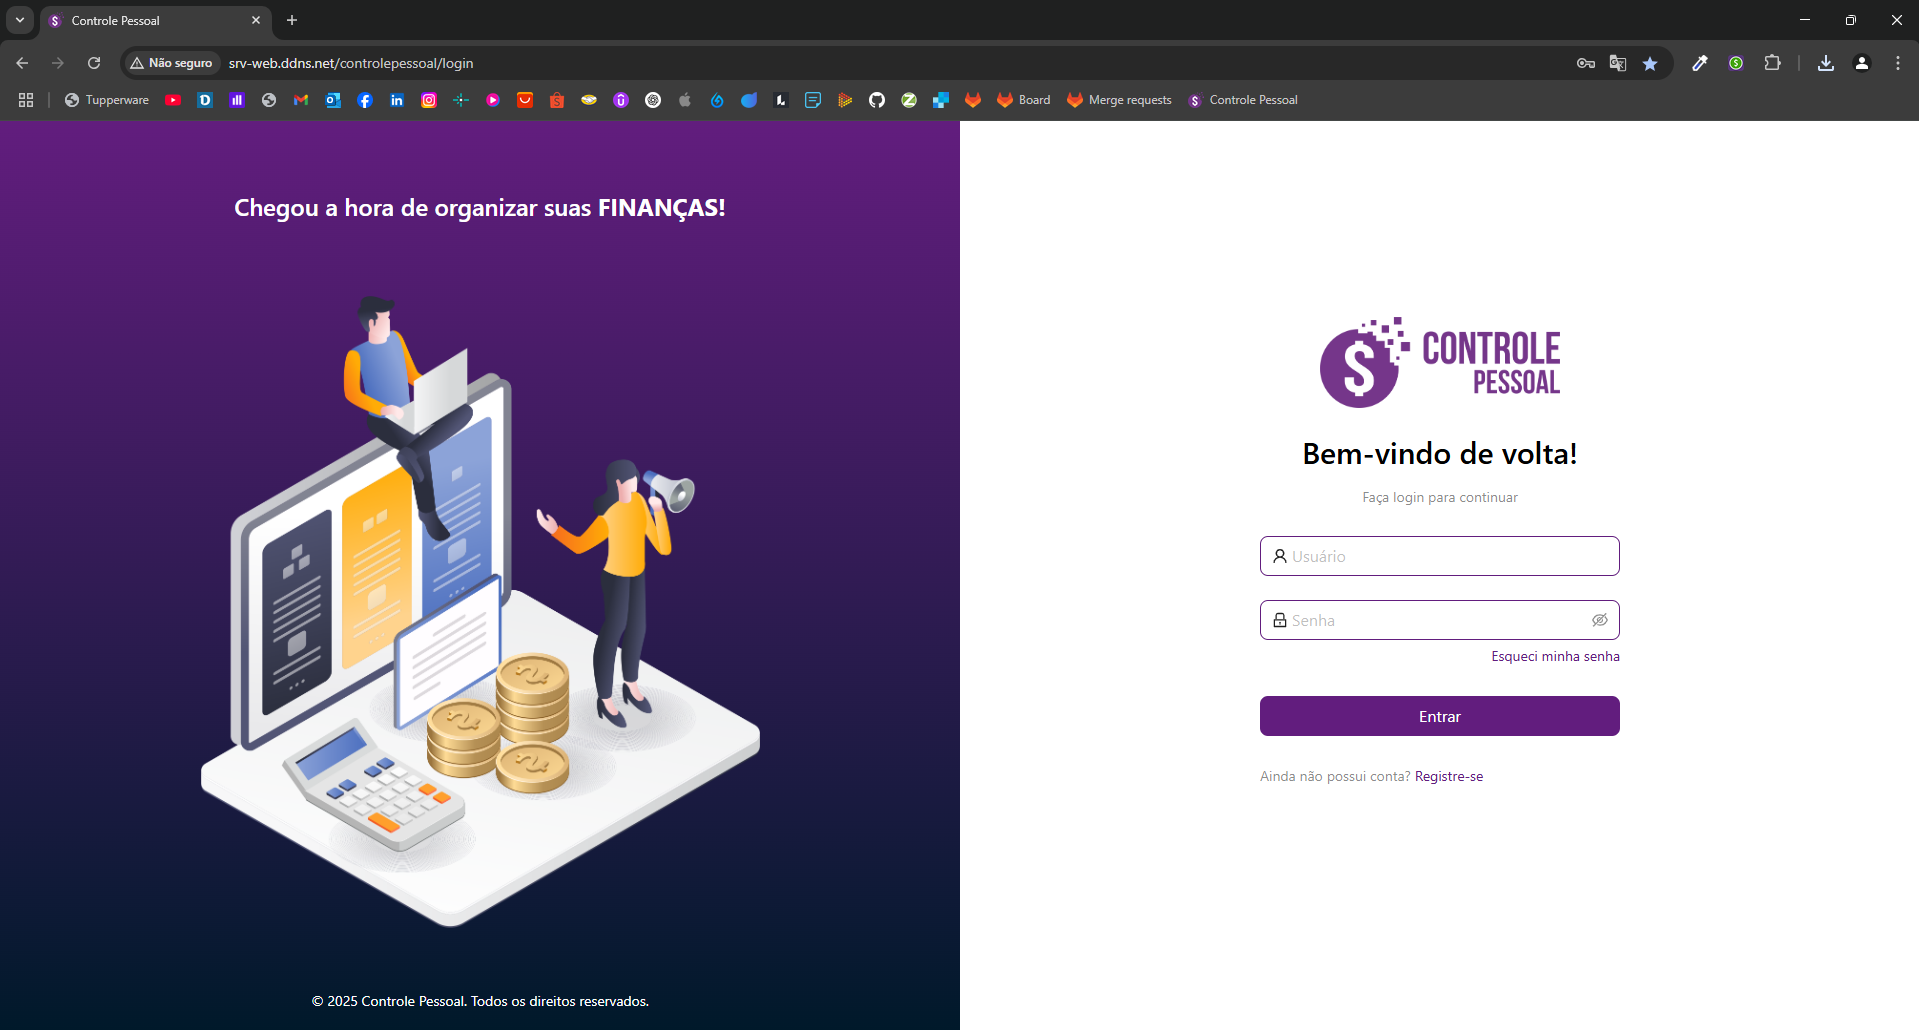 Controle Pessoal
Não seguro
srv-web.ddns.net/controlepessoal/login
Tupperware
Board
Merge requests
Controle Pessoal
Chegou a hora de organizar suas FINANÇAS!
© 2025 Controle Pessoal. Todos os direitos reservados.
CONTROLE
PESSOAL
Bem-vindo de volta!
Faça login para continuar
Usuário
Senha
Esqueci minha senha
Entrar
Ainda não possui conta? Registre-se